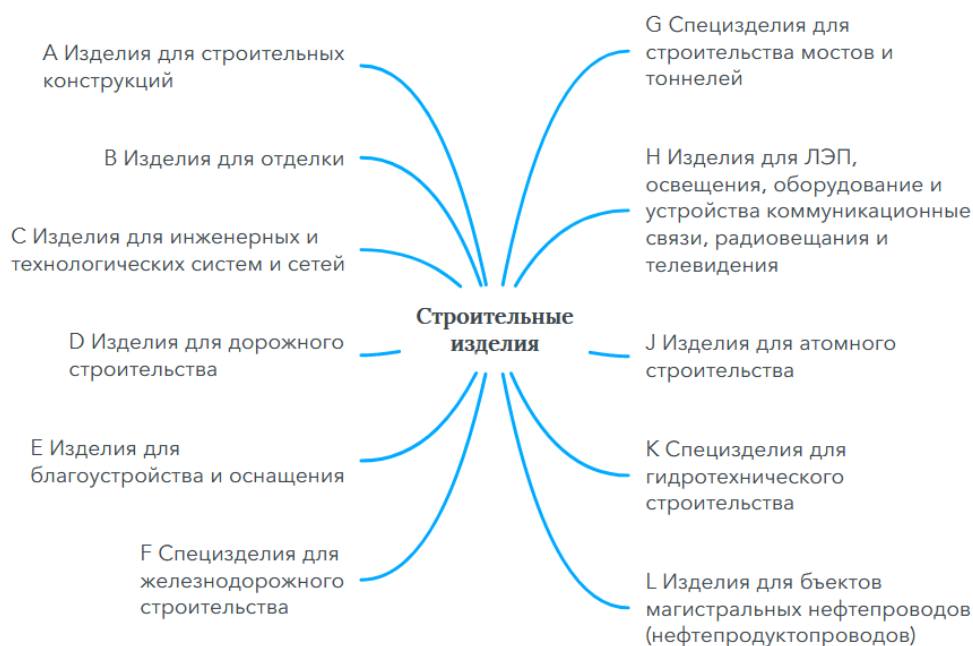 A Изделия для строительных
конструкций
B Изделия для отделки
C Изделия для инженерных и
технологических систем и сетей
D Изделия для дорожного
строительства
E Изделия для
благоустройства и оснащения
F Специзделия для
железнодорожного
строительства
Строительные
изделия
G Специзделия для
строительства мостов и
тоннелей
H Изделия для ЛЭП,
освещения, оборудование и
устройства коммуникационные
связи, радиовещания и
телевидения
J Изделия для атомного
строительства
K Специзделия для
гидротехнического
строительства
L Изделия для бъектов
магистральных нефтепроводов
(нефтепродуктопроводов)